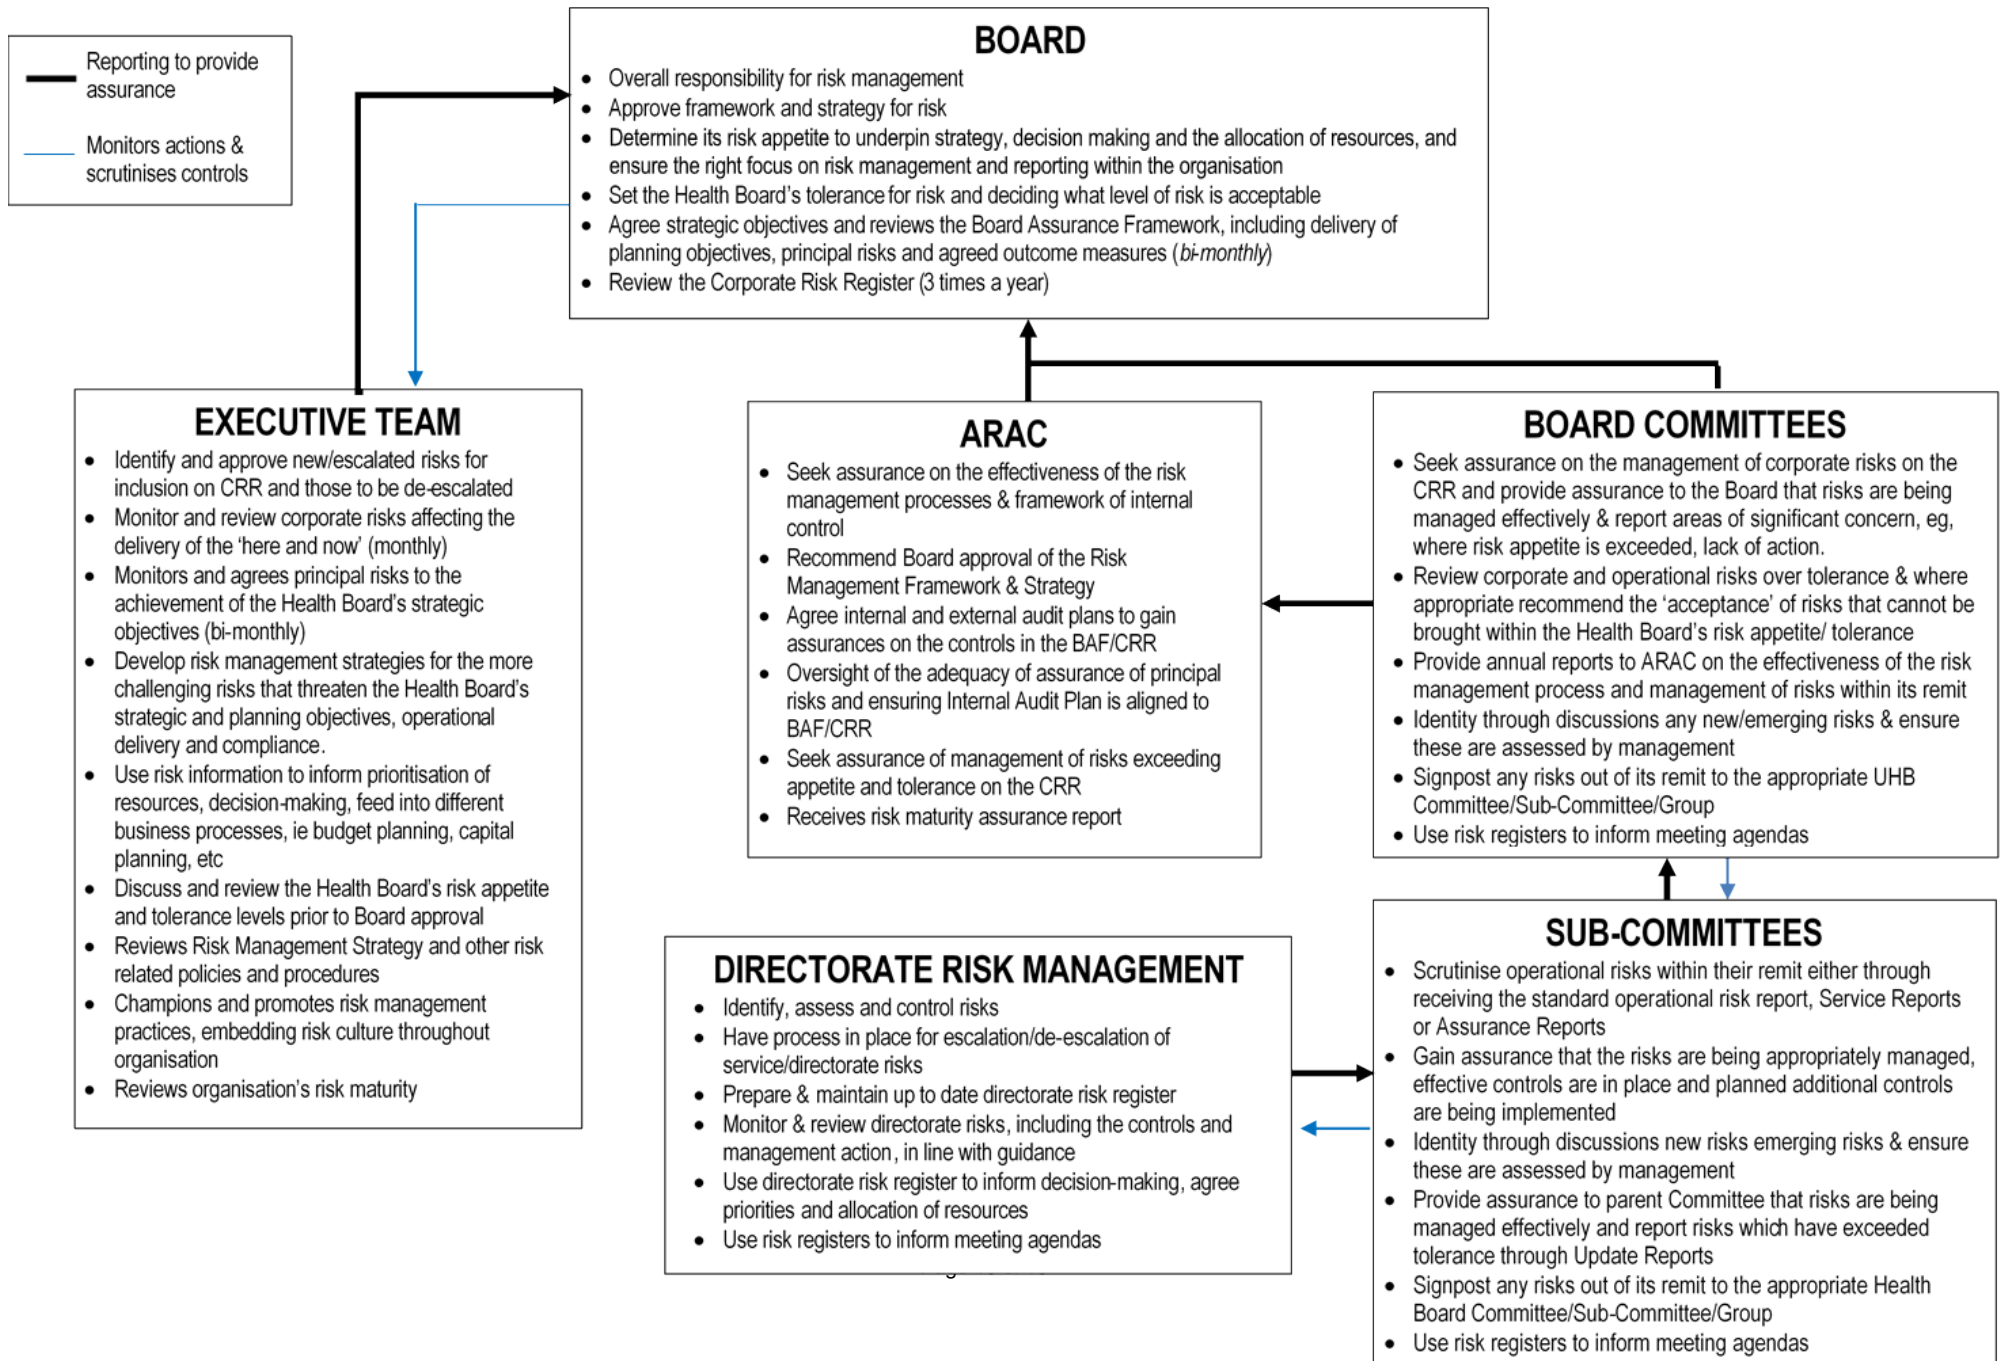 Reporting to provide
assurance
Monitors actions &
scrutinises controls
BOARD
• Overall responsibility for risk management
• Approve framework and strategy for risk
• Determine its risk appetite to underpin strategy, decision making and the allocation of resources, and
ensure the right focus on risk management and reporting within the organisation
• Set the Health Board's tolerance for risk and deciding what level of risk is acceptable
• Agree strategic objectives and reviews the Board Assurance Framework, including delivery of
planning objectives, principal risks and agreed outcome measures (bi-monthly)
• Review the Corporate Risk Register (3 times a year)
EXECUTIVE TEAM
• Identify and approve new/escalated risks for
inclusion on CRR and those to be de-escalated
• Monitor and review corporate risks affecting the
delivery of the 'here and now' (monthly)
• Monitors and agrees principal risks to the
achievement of the Health Board's strategic
objectives (bi-monthly)
• Develop risk management strategies for the more
challenging risks that threaten the Health Board's
strategic and planning objectives, operational
delivery and compliance.
• Use risk information to inform prioritisation of
resources, decision-making, feed into different
business processes, ie budget planning, capital
planning, etc
• Discuss and review the Health Board's risk appetite
and tolerance levels prior to Board approval
• Reviews Risk Management Strategy and other risk
related policies and procedures
• Champions and promotes risk management
practices, embedding risk culture throughout
organisation
• Reviews organisation's risk maturity
ARAC
• Seek assurance on the effectiveness of the risk
management processes & framework of internal
control
• Recommend Board approval of the Risk
Management Framework & Strategy
• Agree internal and external audit plans to gain
assurances on the controls in the BAF/CRR
• Oversight of the adequacy of assurance of principal
risks and ensuring Internal Audit Plan is aligned to
BAF/CRR
• Seek assurance of management of risks exceeding
appetite and tolerance on the CRR
• Receives risk maturity assurance report
BOARD COMMITTEES
• Seek assurance on the management of corporate risks on the
CRR and provide assurance to the Board that risks are being
managed effectively & report areas of significant concern, eg,
where risk appetite is exceeded, lack of action.
• Review corporate and operational risks over tolerance & where
appropriate recommend the 'acceptance' of risks that cannot be
brought within the Health Board's risk appetite/ tolerance
• Provide annual reports to ARAC on the effectiveness of the risk
management process and management of risks within its remit
• Identity through discussions any new/emerging risks & ensure
these are assessed by management
• Signpost any risks out of its remit to the appropriate UHB
Committee/Sub-Committee/Group
• Use risk registers to inform meeting agendas
DIRECTORATE RISK MANAGEMENT
• Identify, assess and control risks
• Have process in place for escalation/de-escalation of
service/directorate risks
• Prepare & maintain up to date directorate risk register
• Monitor & review directorate risks, including the controls and
management action, in line with guidance
• Use directorate risk register to inform decision-making, agree
priorities and allocation of resources
• Use risk registers to inform meeting agendas
SUB-COMMITTEES
• Scrutinise operational risks within their remit either through
receiving the standard operational risk report, Service Reports
or Assurance Reports
• Gain assurance that the risks are being appropriately managed,
effective controls are in place and planned additional controls
are being implemented
• Identity through discussions new risks emerging risks & ensure
these are assessed by management
• Provide assurance to parent Committee that risks are being
managed effectively and report risks which have exceeded
tolerance through Update Reports
• Signpost any risks out of its remit to the appropriate Health
Board Committee/Sub-Committee/Group
• Use risk registers to inform meeting agendas